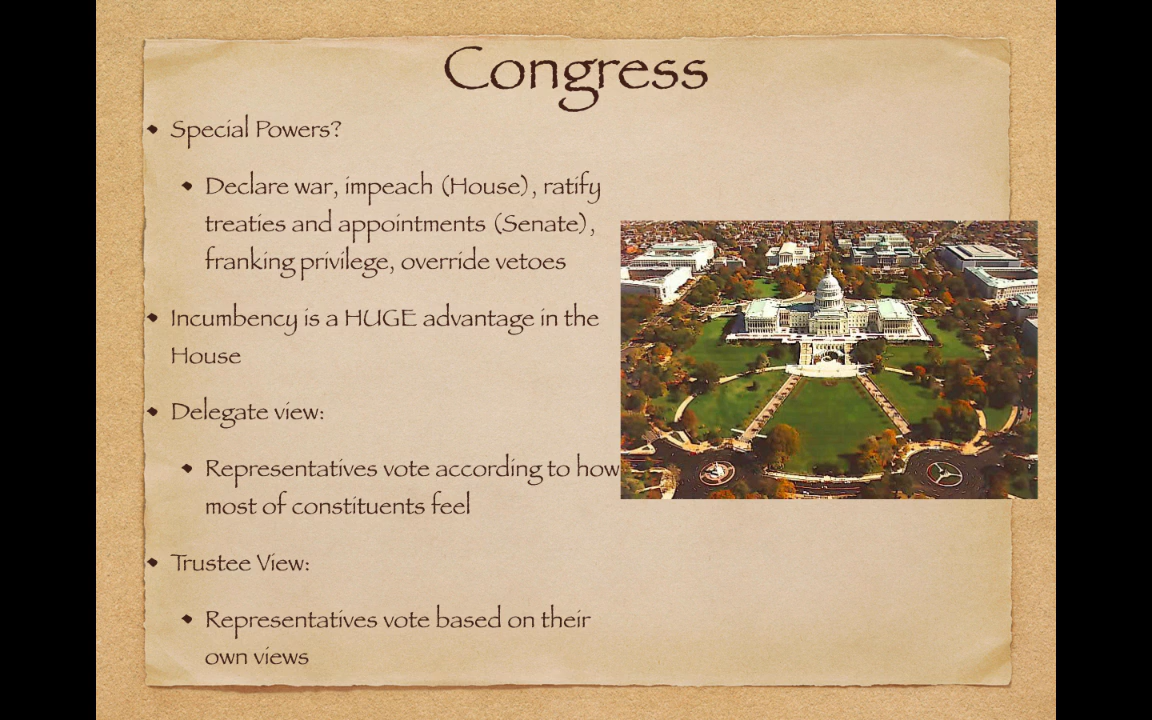 Congress
Special Powers?
Declare war, impeach (House), ratify
treaties and appointments (Senate),
franking privilege, override vetoes
Incumbency is a HUGE advantage in the
House
Delegate view:
Representatives vote according to how
most of constituents feel
Trustee View:
Representatives vote based on their
own views